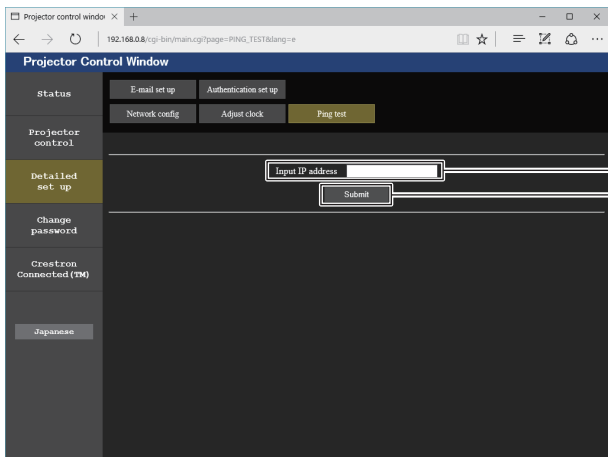 Projector control window
192.168.0.8/cgi-bin/main.cgi?page=PING_TEST&lang=e
Projector Control Window
Status
E-mail set up
Authentication set up
Network config
Adjust clock
Ping test
Projector
control
Input IP address
Detailed
set up
Submit
Change
password
Crestron
Connected(TM)
Japanese